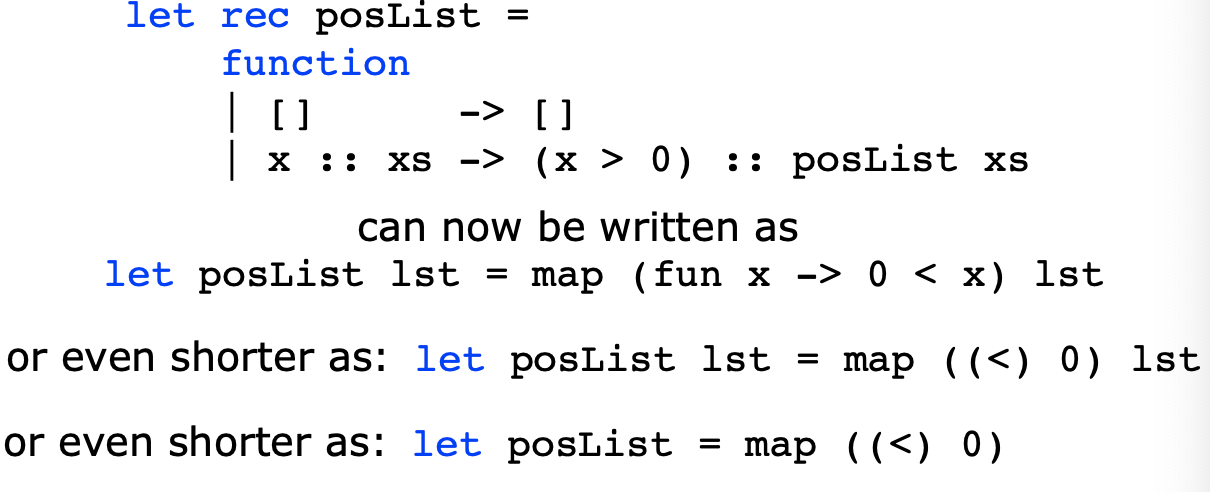 let rec posList =
function
| [] -> []
| x :: xs -> (x > 0) :: posList xs
can now be written as
let posList lst = map (fun x -> 0 < x) lst
or even shorter as: let posList lst = map ((<) 0) lst
or even shorter as: let posList = map ((<) 0)